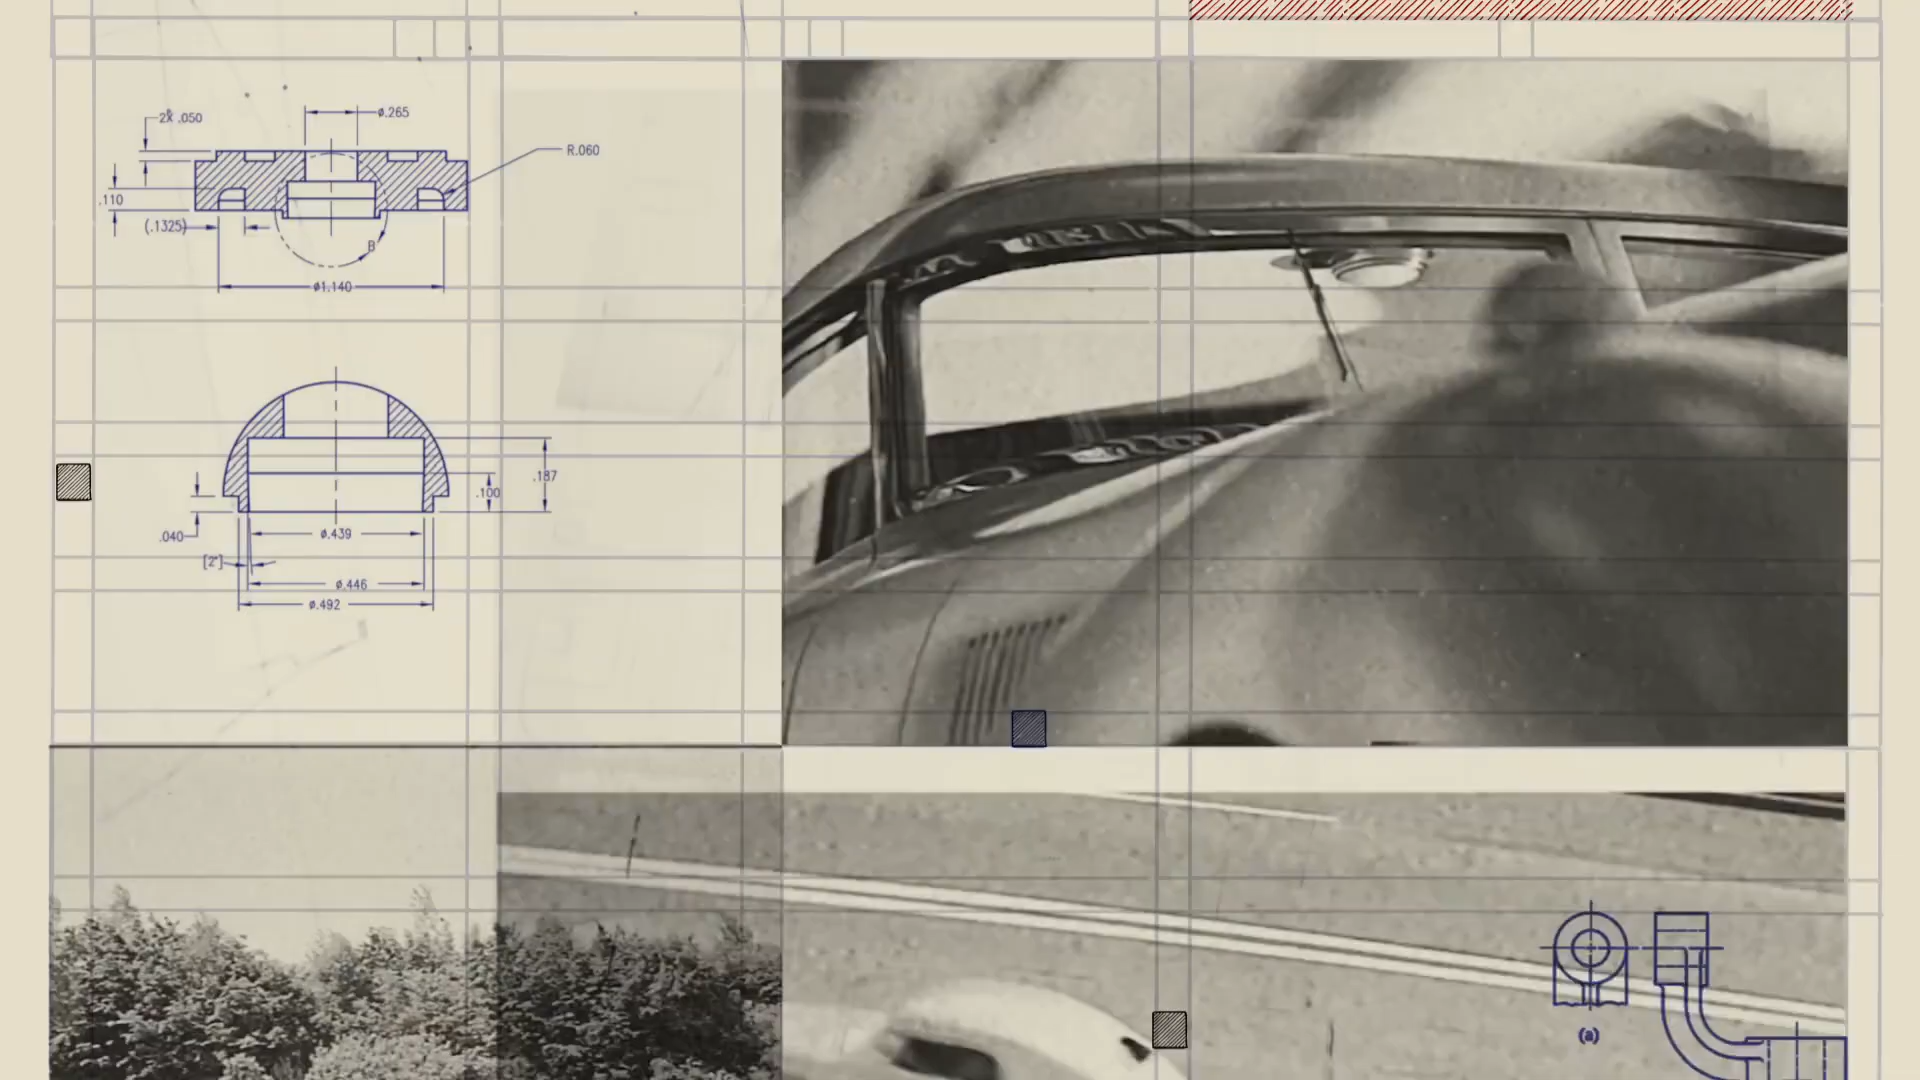 2X .050
ø.265
R.060
.110
(.1325)
B
ø1.140
.187
.100
.040
ø.439
[2°]
ø.446
ø.492
(a)